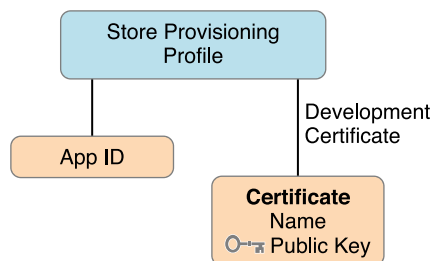 Store Provisioning
Profile
Development
Certificate
App ID
Certificate
Name
Public Key